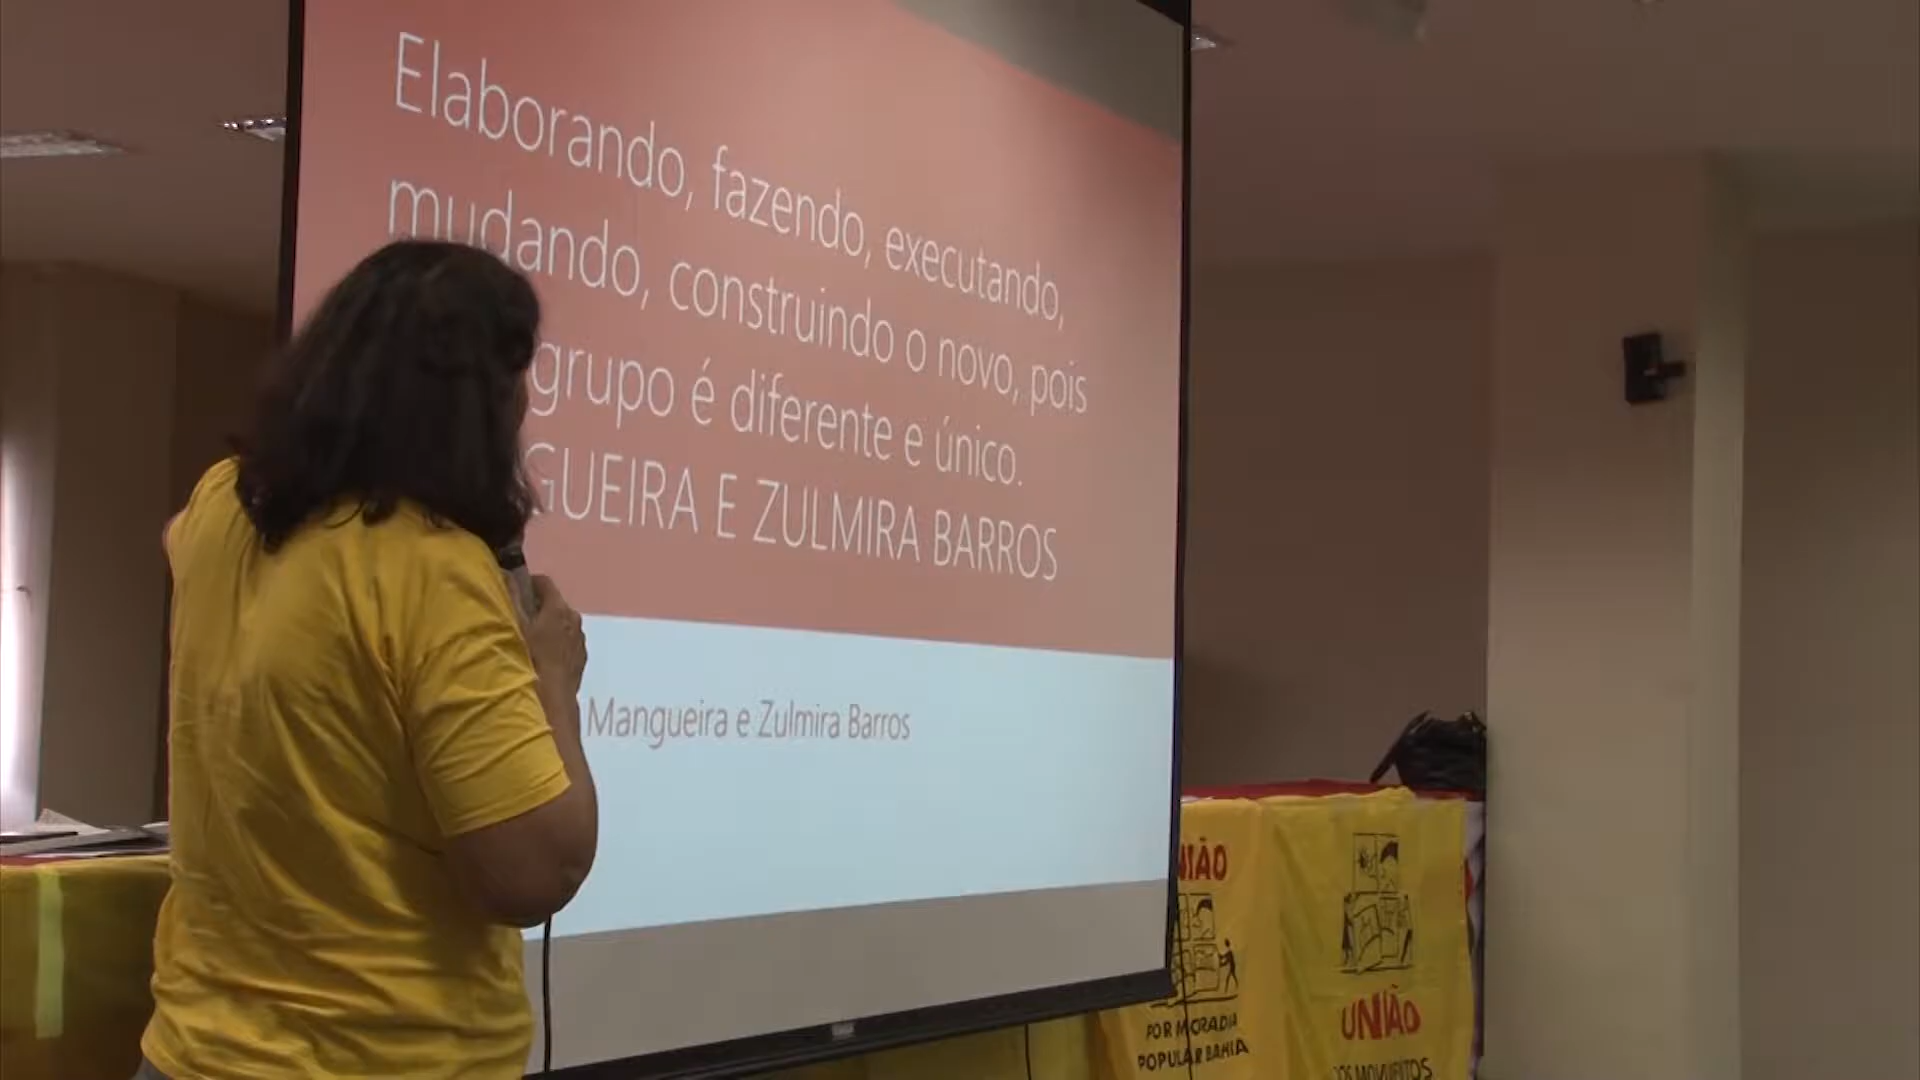 Elaborando, fazendo, executando,
mudando, construindo o novo, pois
grupo é diferente e único.
GUEIRA E ZULMIRA BARROS
Mangueira e Zulmira Barros
NIÃO
POR MORADIA
POPULAR BAHIA
UNIÃO